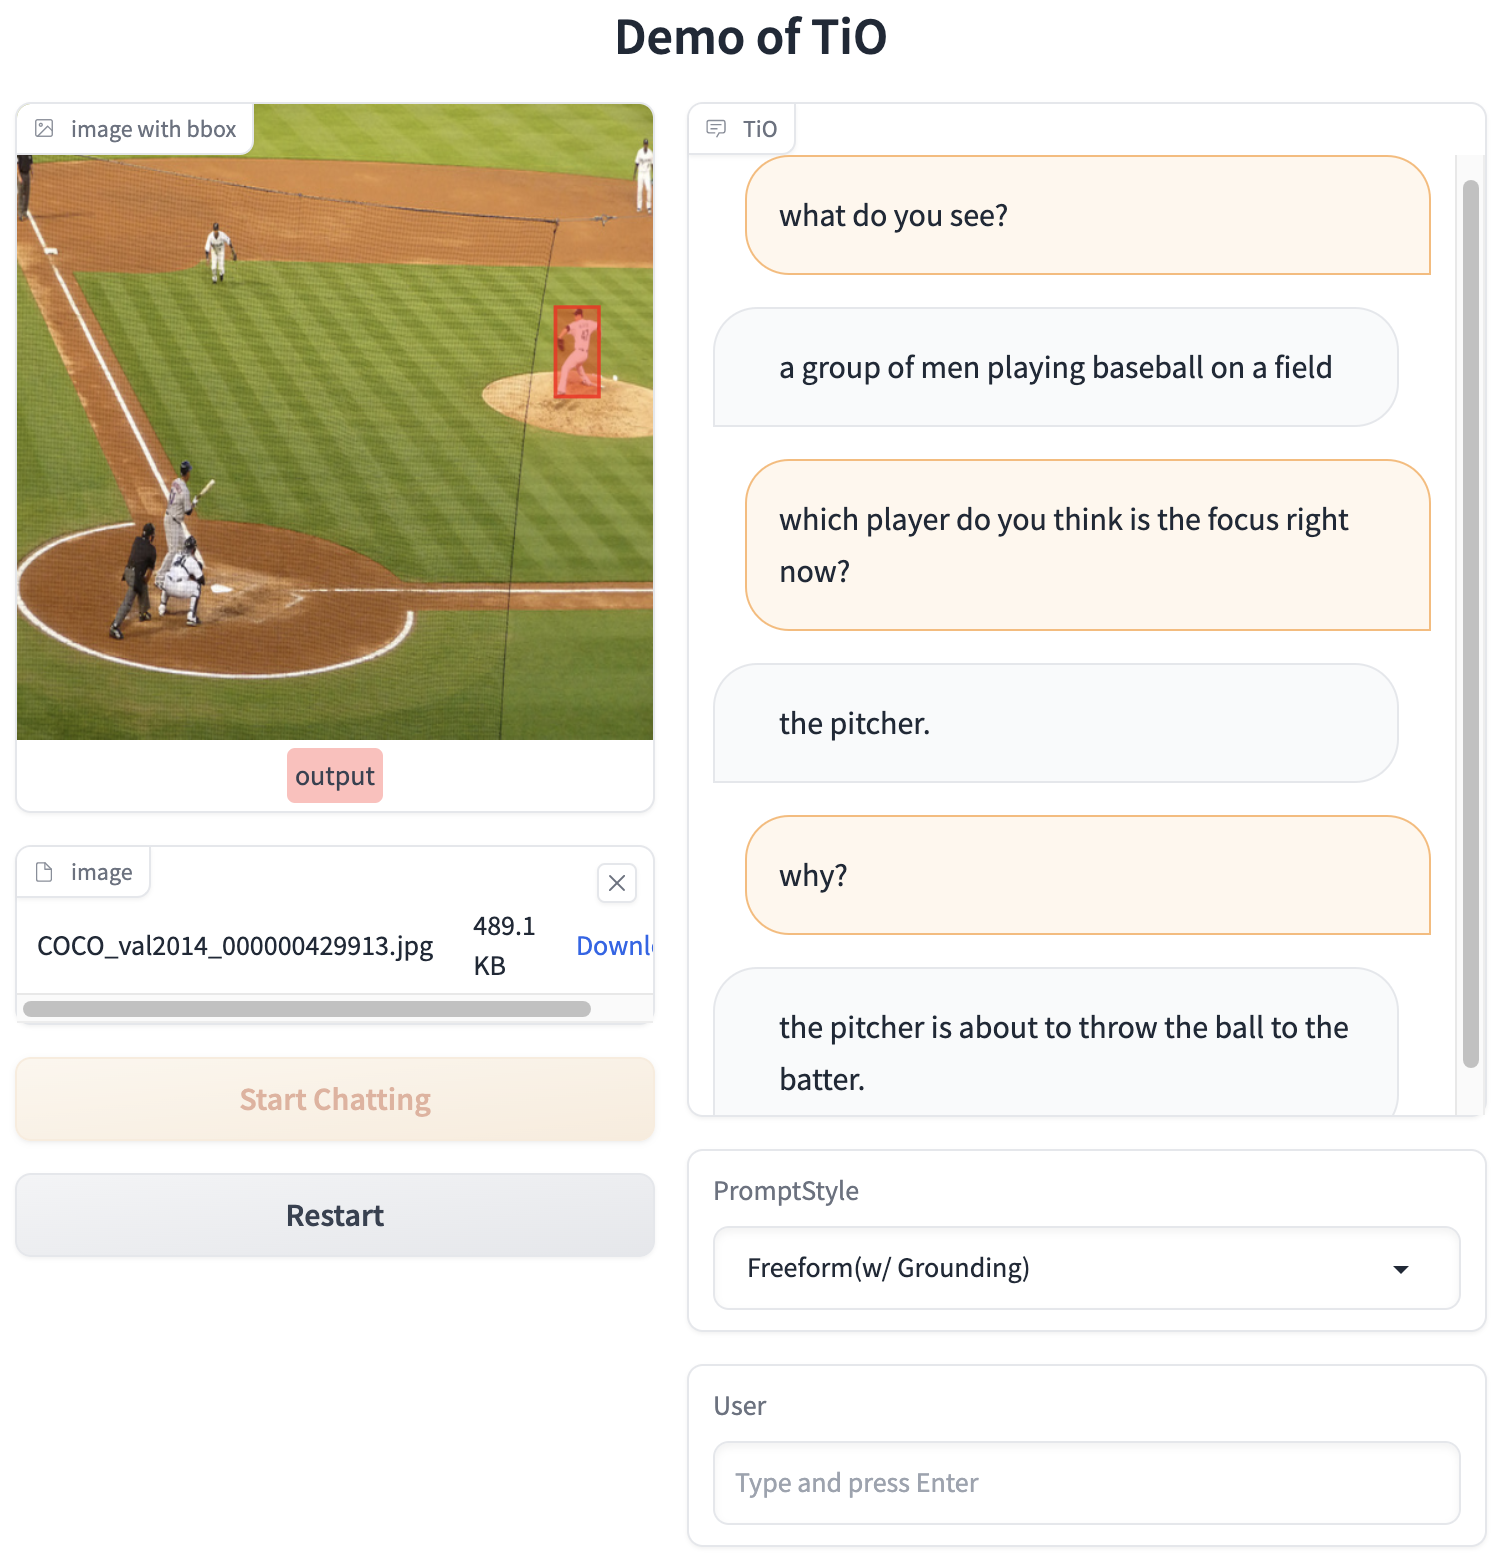 Demo of TiO
image with bbox
output
image
COCO_val2014_000000429913.jpg
489.1
KB
Downl
Start Chatting
Restart
TiO
what do you see?
a group of men playing baseball on a field
which player do you think is the focus right
now?
the pitcher.
why?
the pitcher is about to throw the ball to the
batter.
PromptStyle
Freeform(w/ Grounding)
User
Type and press Enter